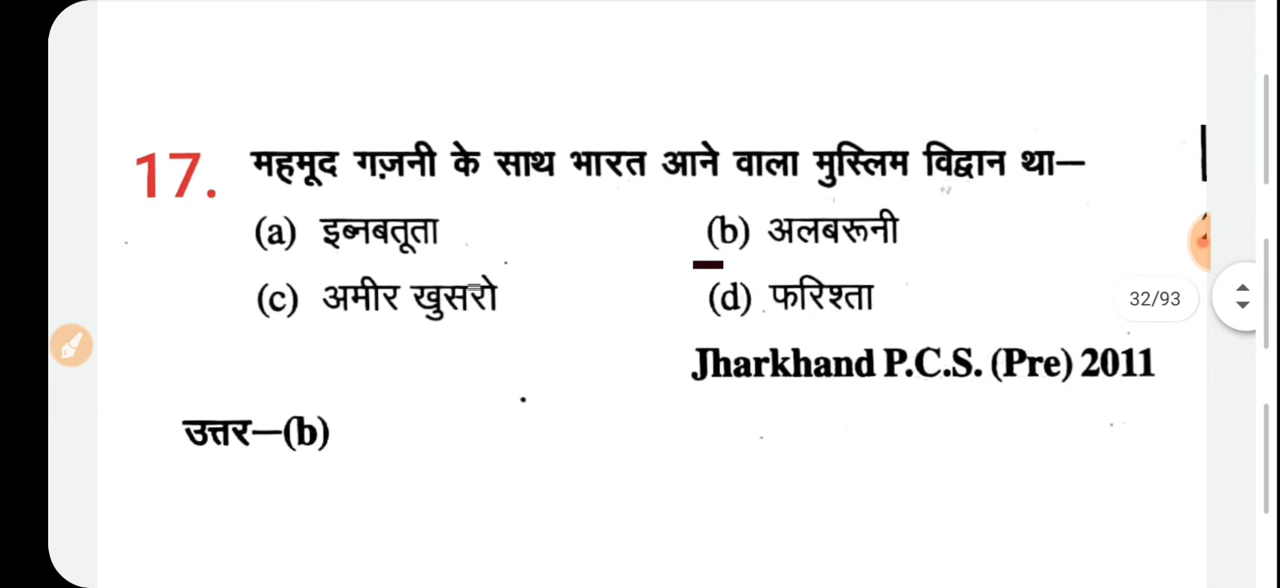 17. महमूद गज़नी के साथ भारत आने वाला मुस्लिम विद्वान था—
(a) इब्नबतूता (b) अलबरूनी
(c) अमीर खुसरो (d) फरिश्ता
32/93
Jharkhand P.C.S. (Pre) 2011
उत्तर—(b)